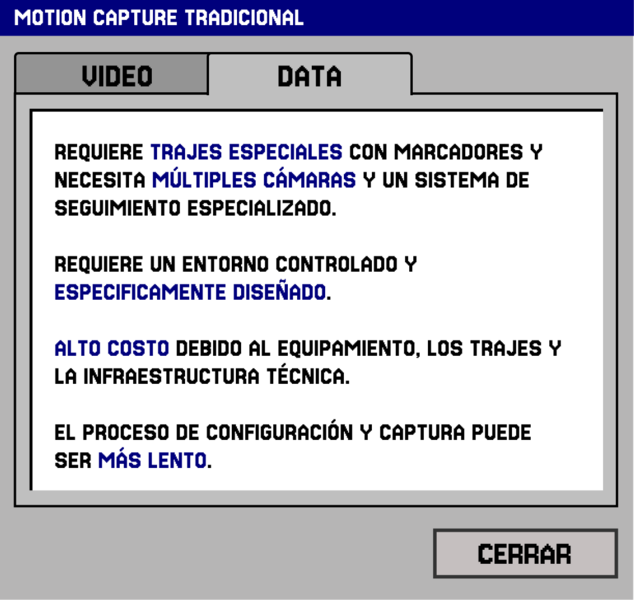 MOTION CAPTURE TRADICIONAL
VIDEO
DATA
REQUIERE TRAJES ESPECIALES CON MARCADORES Y
NECESITA MÚLTIPLES CÁMARAS Y UN SISTEMA DE
SEGUIMIENTO ESPECIALIZADO.
REQUIERE UN ENTORNO CONTROLADO Y
ESPECIFICAMENTE DISEÑADO.
ALTO COSTO DEBIDO AL EQUIPAMIENTO, LOS TRAJES Y
LA INFRAESTRUCTURA TÉCNICA.
EL PROCESO DE CONFIGURACIÓN Y CAPTURA PUEDE
SER MÁS LENTO.
CERRAR